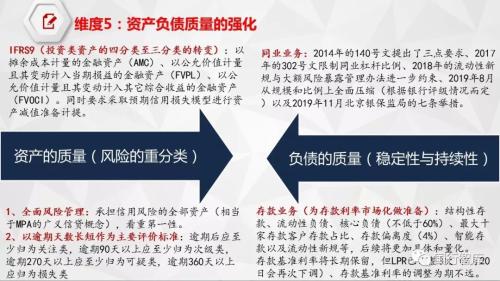 维度5：资产负债质量的强化
IFRS9（投资类资产的四分类至三分类的转变）：以
摊余成本计量的金融资产（AMC）、以公允价值计量
且其变动计入当期损益的金融资产（FVPL）、以公
允价值计量且其变动计入其它综合收益的金融资产
（FVOCI）。同时要求采取预期信用损失模型进行资
产减值准备计提。
同业业务：2014年的140号文提出了三点要求、2017年
的302号文限制同业杠杆比例、2018年的流动性新
规与大额风险暴露管理办法进一步约束、2019年8月
从规模和比例上全面压缩（根据银行评级情况而定
）以及2019年11月北京银保监局的七条举措。
资产的质量（风险的重分类）
负债的质量（稳定性与持续性）
1、全面风险管理：承担信用风险的全部资产（相当
于MPA的广义信贷概念），看重第一性。
2、以逾期天数长短作为主要评价标准：逾期后应至
少归为关注类，逾期90天以上应至少归为次级类，
逾期270天以上应至少归为可疑类，逾期360天以上
应归为损失类
存款业务（为存款利率市场化做准备）：结构性存
款、流动性负债、核心负债（不低于60%）、最大十
家存款客户存款占比、存款偏离度（4%）、智能存
款以及流动性新规等，后续将更加具体和量化。
存款基准利率将长期保留，但LPR已
20日会再次下调）、存款基准利率的调整为期不远。